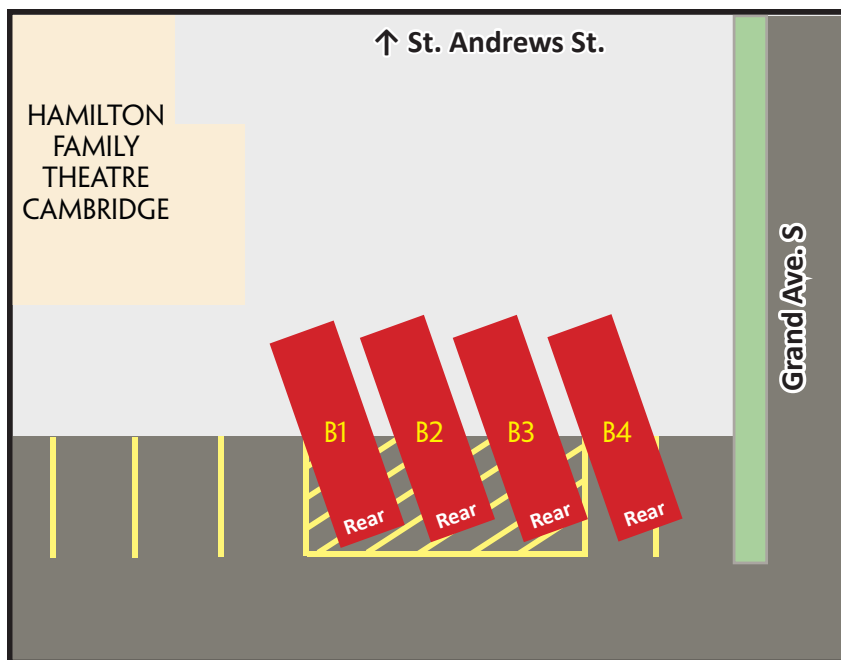 ↑ St. Andrews St.
HAMILTON
FAMILY
THEATRE
CAMBRIDGE
Grand Ave. S
B1
B2
B3
B4
Rear
Rear
Rear
Rear